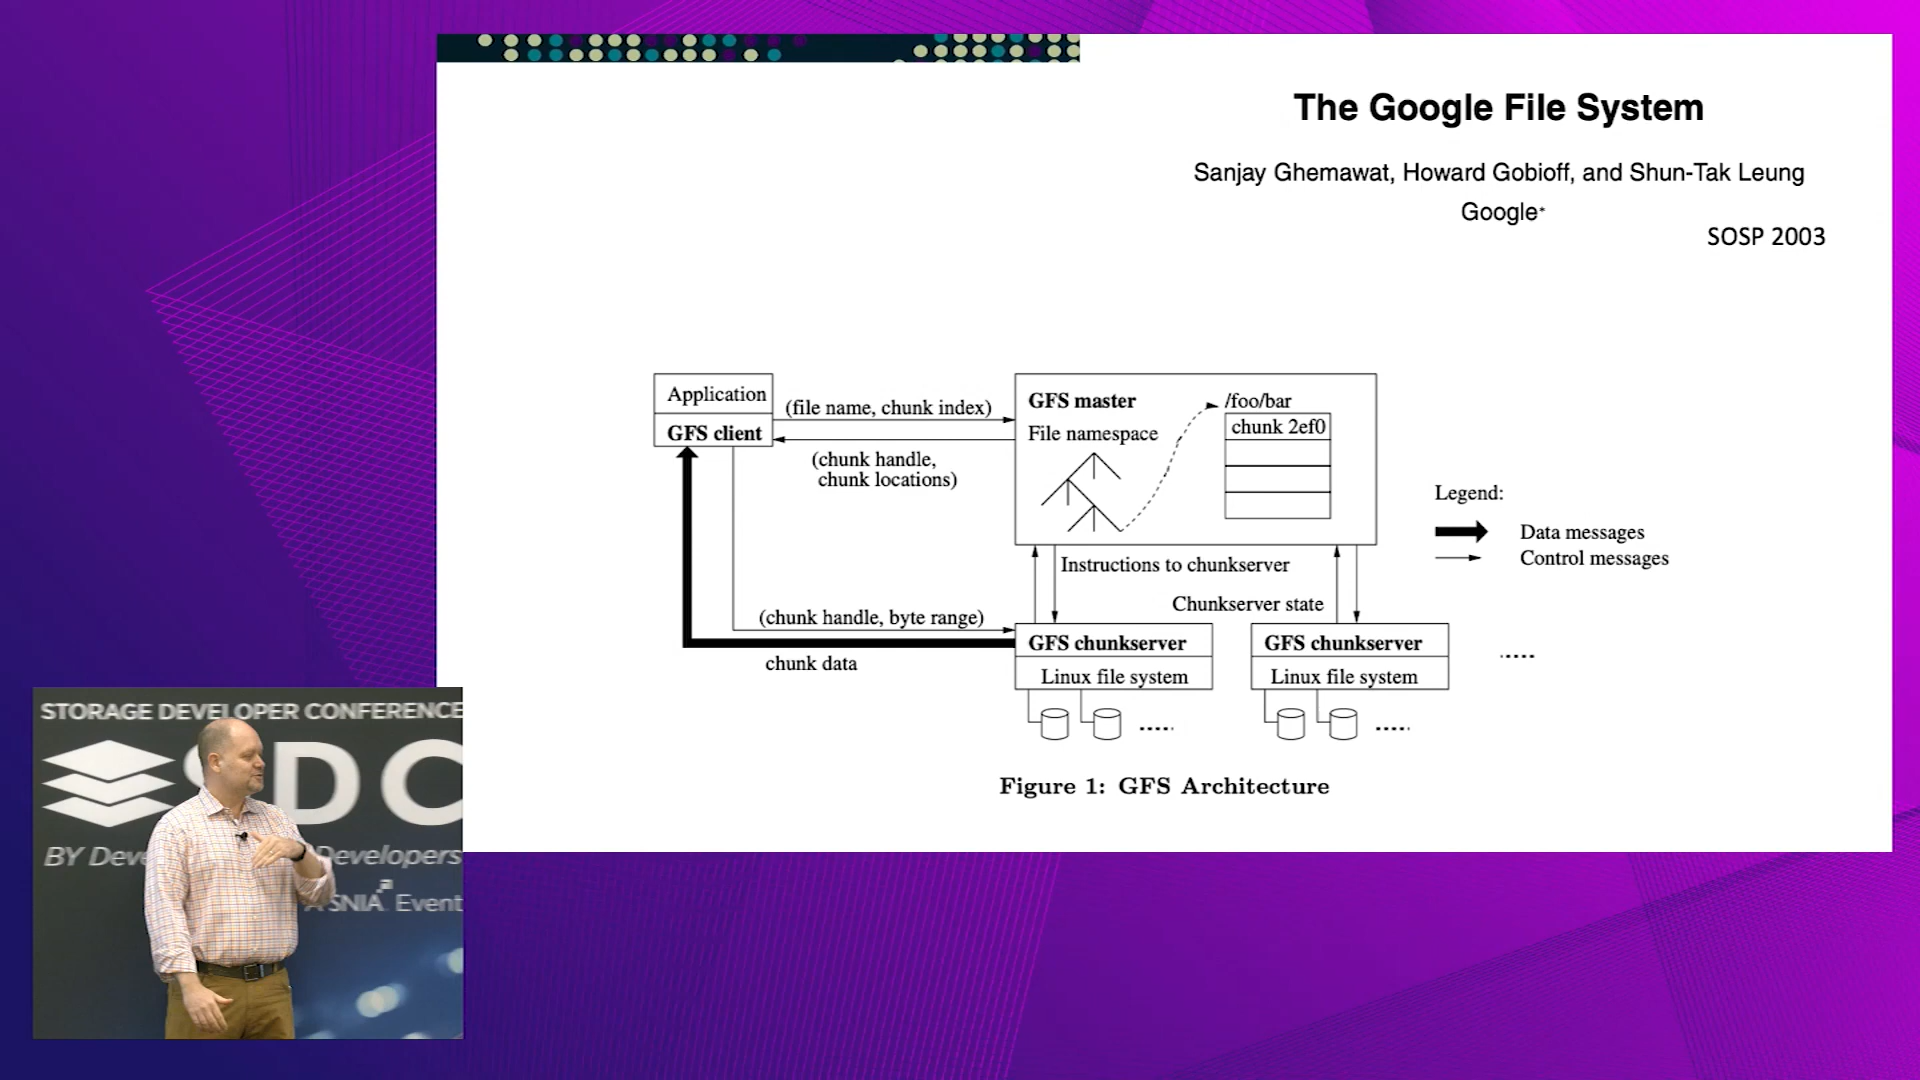 The Google File System
Sanjay Ghemawat, Howard Gobioff, and Shun-Tak Leung
Google*
SOSP 2003
Application
GFS client
(file name, chunk index)
(chunk handle,
chunk locations)
GFS master
File namespace
/foo/bar
chunk 2ef0
Legend:
Data messages
Control messages
Instructions to chunkserver
Chunkserver state
(chunk handle, byte range)
chunk data
GFS chunkserver
Linux file system
GFS chunkserver
Linux file system
Figure 1: GFS Architecture
STORAGE DEVELOPER CONFERENCE
DC
BY Developers
SNIA Event